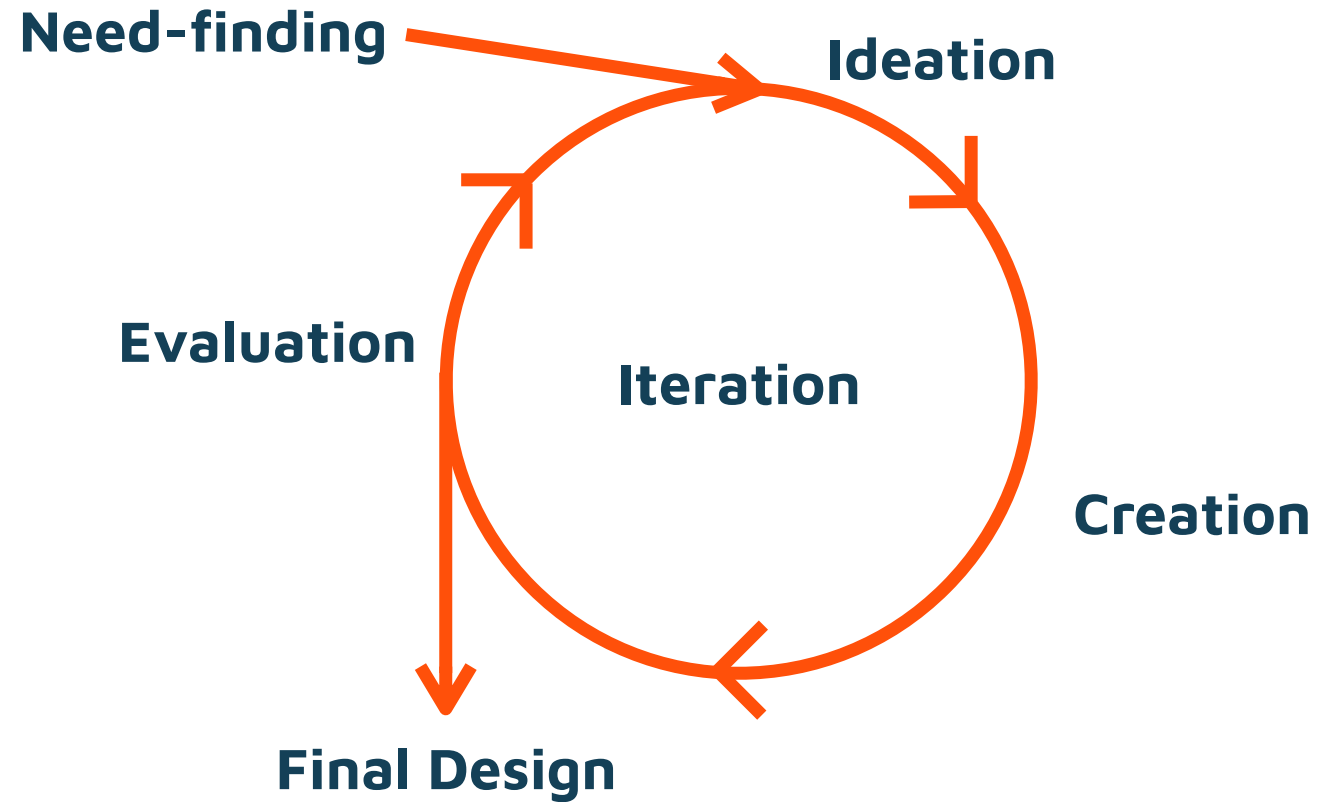 Need-finding
Ideation
Evaluation
Iteration
Creation
Final Design